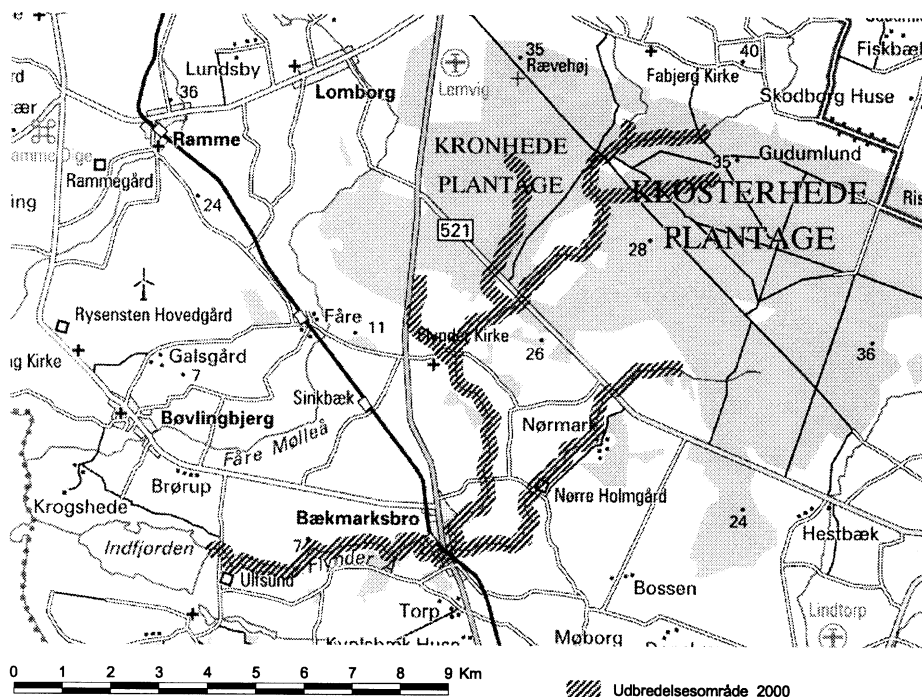 35
40
Fiskbæk
Lundsby
Rævehøj
Fabjerg Kirke
Lemvig
36
Lomborg
Skodborg Huse
Ramme
KRONHEDE
PLANTAGE
35
Gudumlund
Rammegård
24
KLOSTERHEDE
PLANTAGE
521
28
Rysensten Hovedgård
Fåre
11
Flynder Kirke
Galsgård
7
26
36
Sinkbæk
Bøvlingbjerg
Fåre Mølleå
Nørmark
Brørup
Krogshede
Nørre Holmgård
Bækmarksbro
24
Hestbæk
Indfjorden
7
Flynder Å
Ulfsund
Bossen
Torp
Lindtorp
Møborg
0 1 2 3 4 5 6 7 8 9 Km
Udbredelsesområde 2000